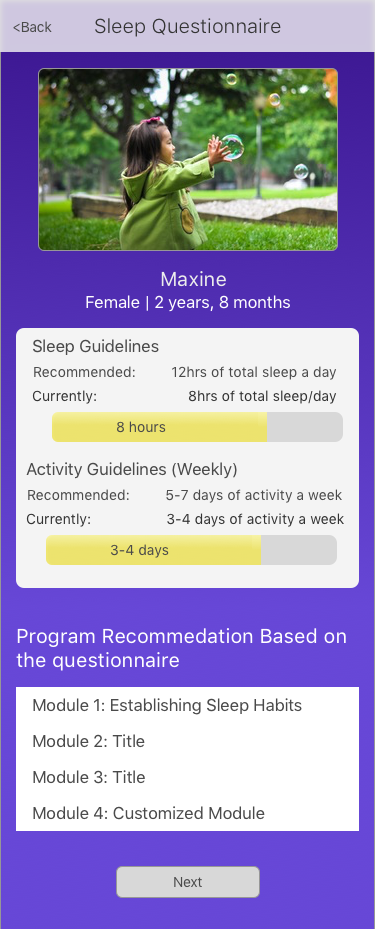 <Back
Sleep Questionnaire
Maxine
Female | 2 years, 8 months
Sleep Guidelines
Recommended: 12hrs of total sleep a day
Currently: 8hrs of total sleep/day
8 hours
Activity Guidelines (Weekly)
Recommended: 5-7 days of activity a week
Currently: 3-4 days of activity a week
3-4 days
Program Recommedation Based on
the questionnaire
Module 1: Establishing Sleep Habits
Module 2: Title
Module 3: Title
Module 4: Customized Module
Next